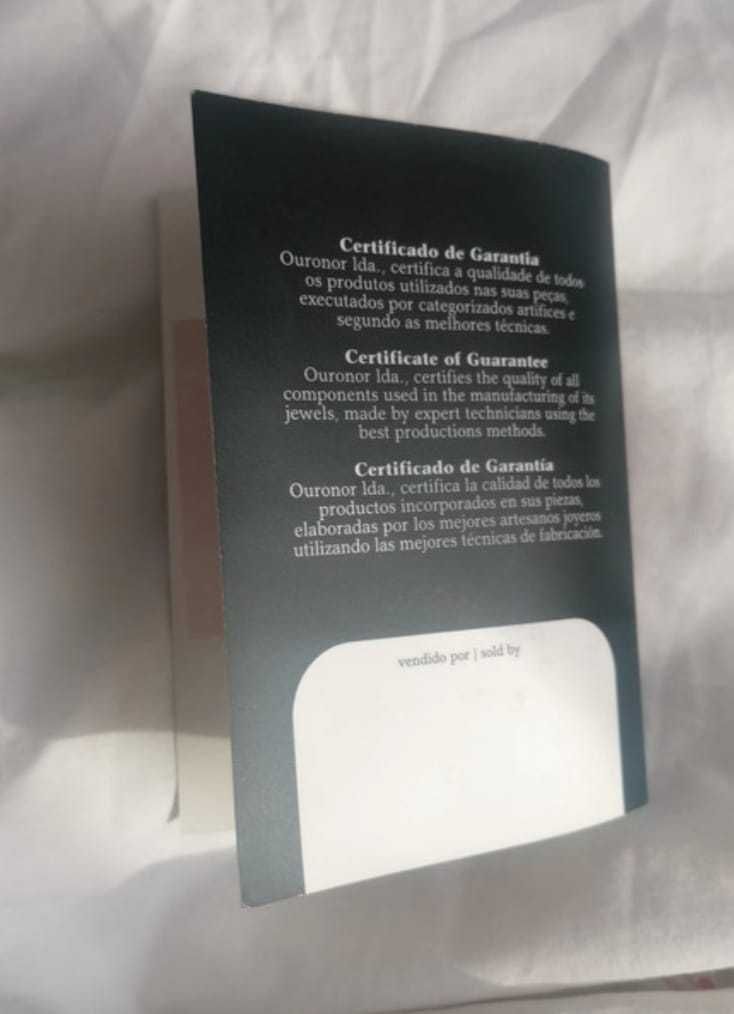 Certificado de Garantia
Ouronor lda., certifica a qualidade de todos
os produtos utilizados nas suas peças,
executados por categorizados artífices e
segundo as melhores técnicas.
Certificate of Guarantee
Ouronor lda., certifies the quality of all
components used in the manufacturing of its
jewels, made by expert technicians using the
best productions methods.
Certificado de Garantía
Ouronor lda., certifica la calidad de todos los
productos incorporados en sus piezas,
elaboradas por los mejores artesanos joyeros
utilizando las mejores técnicas de fabricación.
vendido por | sold by